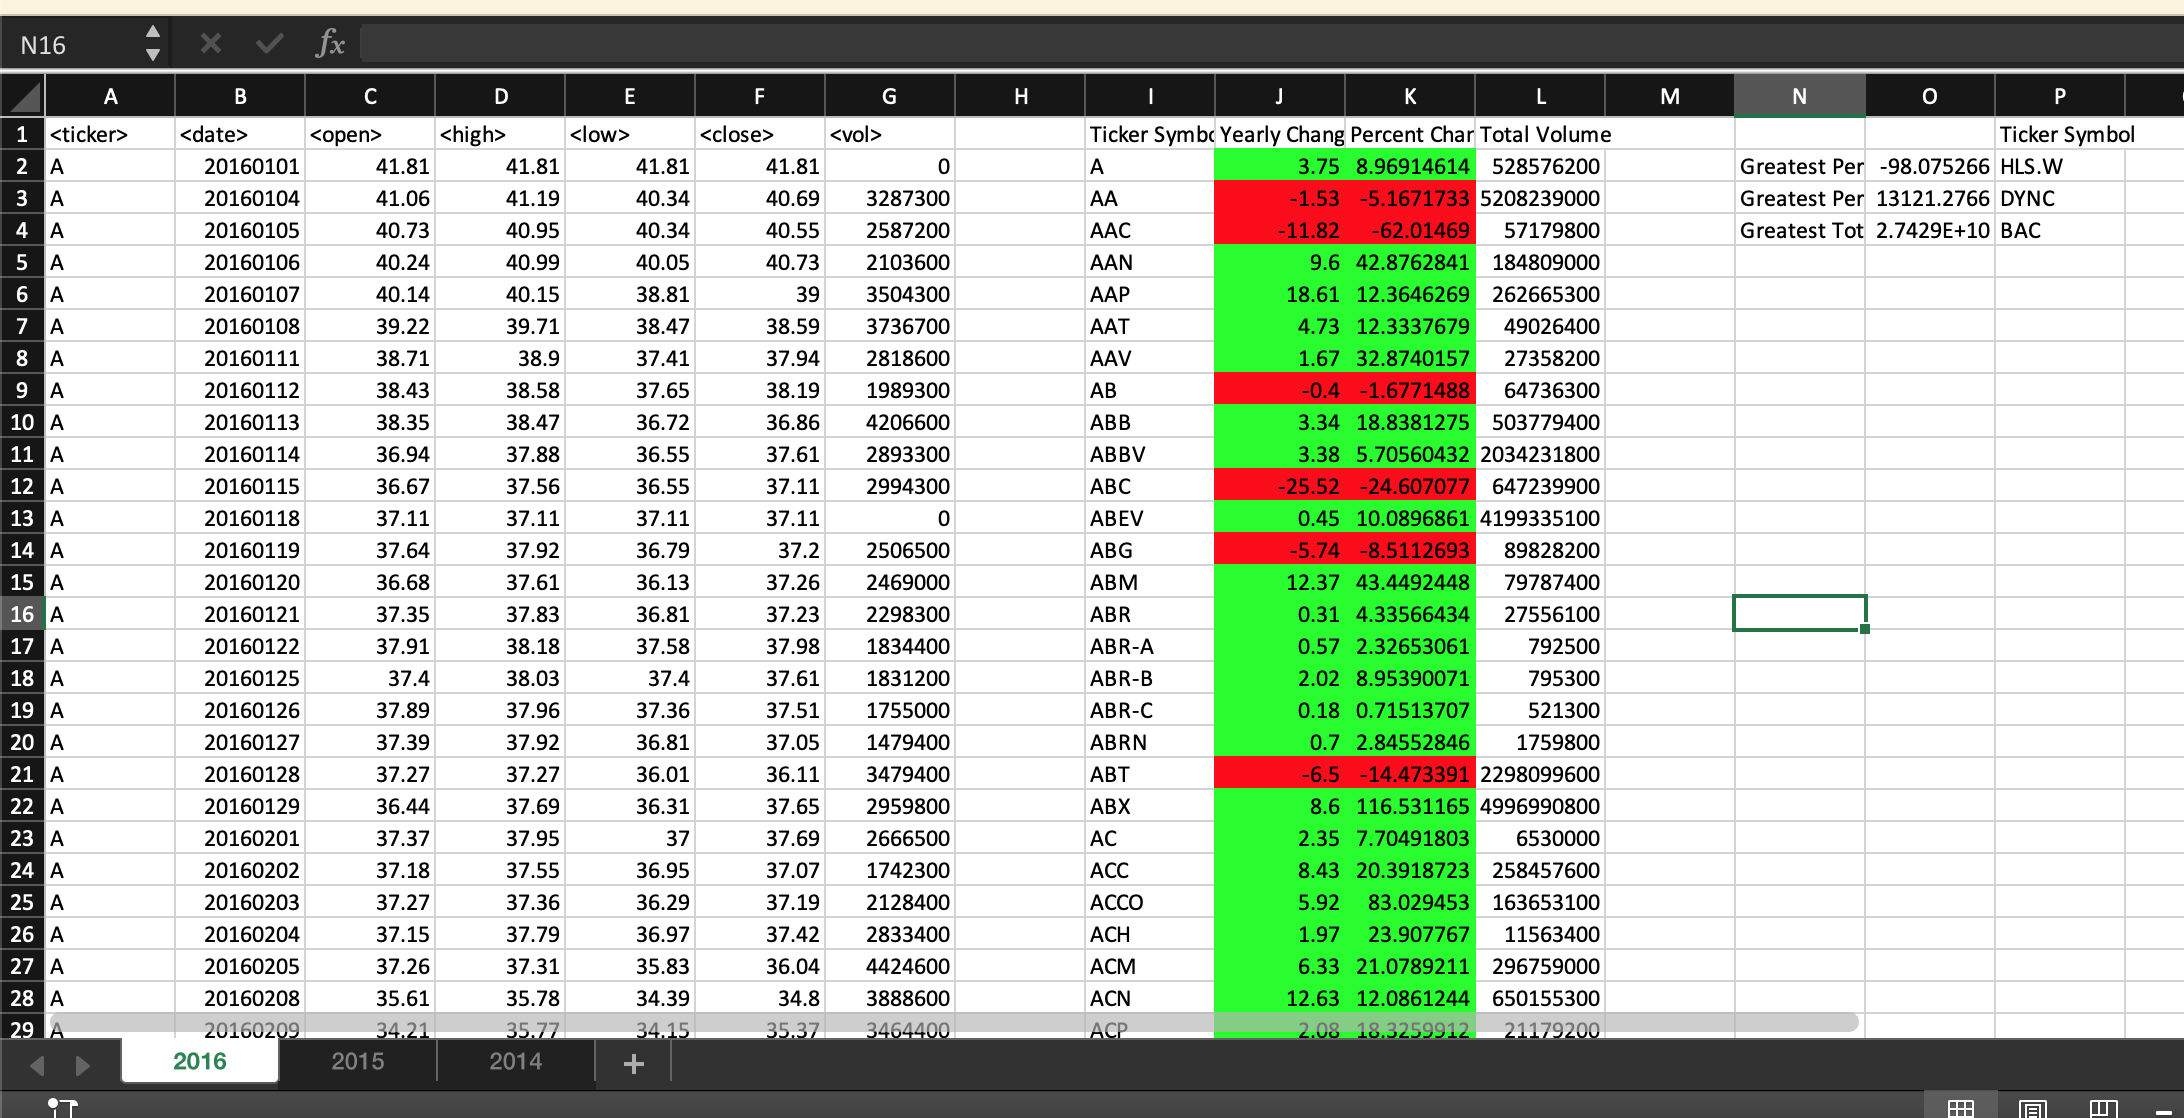 N16 fx
A B C D E F G H I J K L M N O P
1 <ticker> <date> <open> <high> <low> <close> <vol> Ticker Symbo Yearly Chang Percent Char Total Volume Ticker Symbol
2 A 20160101 41.81 41.81 41.81 41.81 0 A 3.75 8.96914614 528576200 Greatest Per -98.075266 HLS.W
3 A 20160104 41.06 41.19 40.34 40.69 3287300 AA -1.53 -5.1671733 5208239000 Greatest Per 13121.2766 DYNC
4 A 20160105 40.73 40.95 40.34 40.55 2587200 AAC -11.82 -62.01469 57179800 Greatest Tot 2.7429E+10 BAC
5 A 20160106 40.24 40.99 40.05 40.73 2103600 AAN 9.6 42.8762841 184809000
6 A 20160107 40.14 40.15 38.81 39 3504300 AAP 18.61 12.3646269 262665300
7 A 20160108 39.22 39.71 38.47 38.59 3736700 AAT 4.73 12.3337679 49026400
8 A 20160111 38.71 38.9 37.41 37.94 2818600 AAV 1.67 32.8740157 27358200
9 A 20160112 38.43 38.58 37.65 38.19 1989300 AB -0.4 -1.6771488 64736300
10 A 20160113 38.35 38.47 36.72 36.86 4206600 ABB 3.34 18.8381275 503779400
11 A 20160114 36.94 37.88 36.55 37.61 2893300 ABBV 3.38 5.70560432 2034231800
12 A 20160115 36.67 37.56 36.55 37.11 2994300 ABC -25.52 -24.607077 647239900
13 A 20160118 37.11 37.11 37.11 37.11 0 ABEV 0.45 10.0896861 4199335100
14 A 20160119 37.64 37.92 36.79 37.2 2506500 ABG -5.74 -8.5112693 89828200
15 A 20160120 36.68 37.61 36.13 37.26 2469000 ABM 12.37 43.4492448 79787400
16 A 20160121 37.35 37.83 36.81 37.23 2298300 ABR 0.31 4.33566434 27556100
17 A 20160122 37.91 38.18 37.58 37.98 1834400 ABR-A 0.57 2.32653061 792500
18 A 20160125 37.4 38.03 37.4 37.61 1831200 ABR-B 2.02 8.95390071 795300
19 A 20160126 37.89 37.96 37.36 37.51 1755000 ABR-C 0.18 0.71513707 521300
20 A 20160127 37.39 37.92 36.81 37.05 1479400 ABRN 0.7 2.84552846 1759800
21 A 20160128 37.27 37.27 36.01 36.11 3479400 ABT -6.5 -14.473391 2298099600
22 A 20160129 36.44 37.69 36.31 37.65 2959800 ABX 8.6 116.531165 4996990800
23 A 20160201 37.37 37.95 37 37.69 2666500 AC 2.35 7.70491803 6530000
24 A 20160202 37.18 37.55 36.95 37.07 1742300 ACC 8.43 20.3918723 258457600
25 A 20160203 37.27 37.36 36.29 37.19 2128400 ACCO 5.92 83.029453 163653100
26 A 20160204 37.15 37.79 36.97 37.42 2833400 ACH 1.97 23.907767 11563400
27 A 20160205 37.26 37.31 35.83 36.04 4424600 ACM 6.33 21.0789211 296759000
28 A 20160208 35.61 35.78 34.39 34.8 3888600 ACN 12.63 12.0861244 650155300
29 A 20160209 34.21 35.77 34.15 35.37 3464400 ACP 2.08 18.3259912 21179200
2016 2015 2014 +